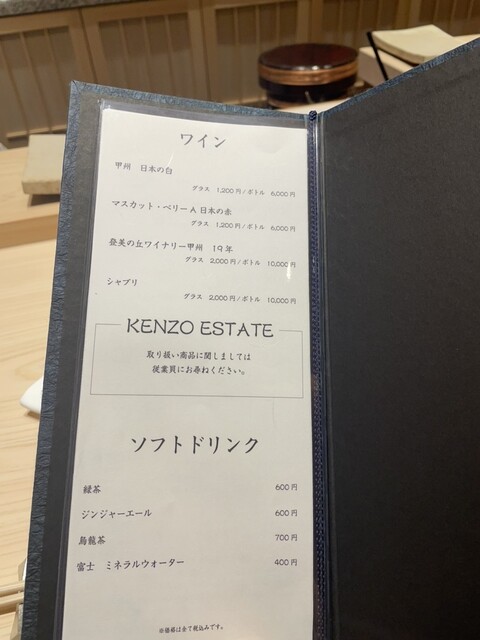 ワイン
甲州 日本の白
グラス 1,200円/ボトル 6,000円
マスカット・ベリーA 日本の赤
グラス 1,200円/ボトル 6,000円
登美の丘ワイナリー甲州 19年
グラス 2,000円/ボトル 10,000円
シャブリ
グラス 2,000円/ボトル 10,000円
KENZO ESTATE
取り扱い商品に関しましては
従業員にお尋ねください。
ソフトドリンク
緑茶 600円
ジンジャーエール 600円
烏龍茶 700円
富士 ミネラルウォーター 400円
※価格は全て税込みです。